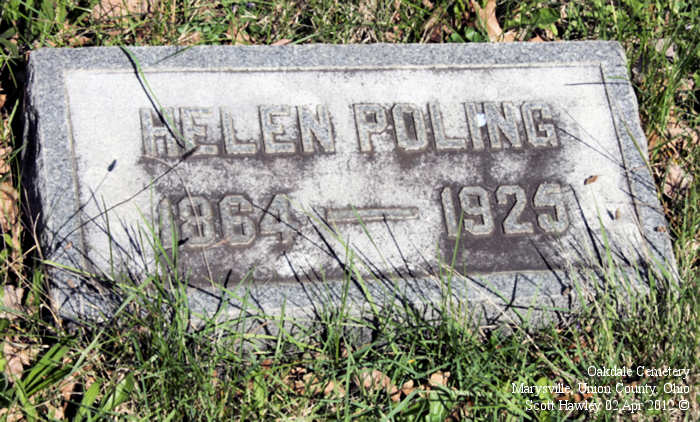 HELEN POLING
1864 — 1925
Oakdale Cemetery
Marysville, Union County, Ohio
Scott Hawley 02 Apr 2012 ©